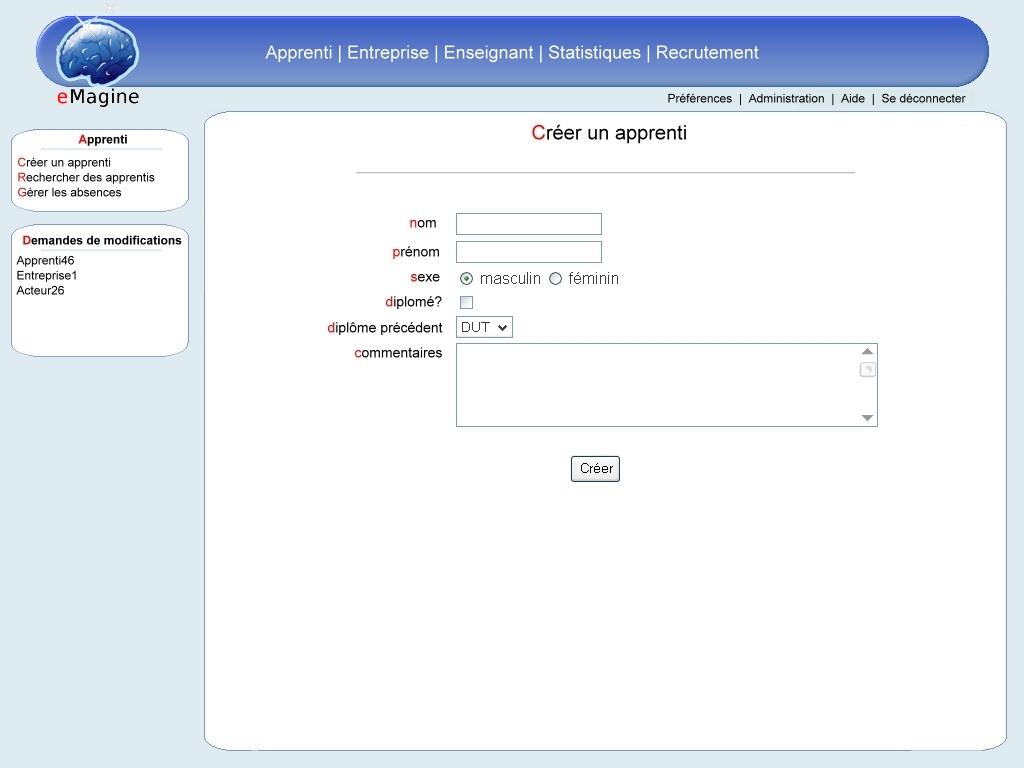 Apprenti | Entreprise | Enseignant | Statistiques | Recrutement
eMagine
Préférences | Administration | Aide | Se déconnecter
Apprenti
Créer un apprenti
Rechercher des apprentis
Gérer les absences
Demandes de modifications
Apprenti46
Entreprise1
Acteur26
Créer un apprenti
nom
prénom
sexe masculin féminin
diplomé?
diplôme précédent DUT
commentaires
Créer